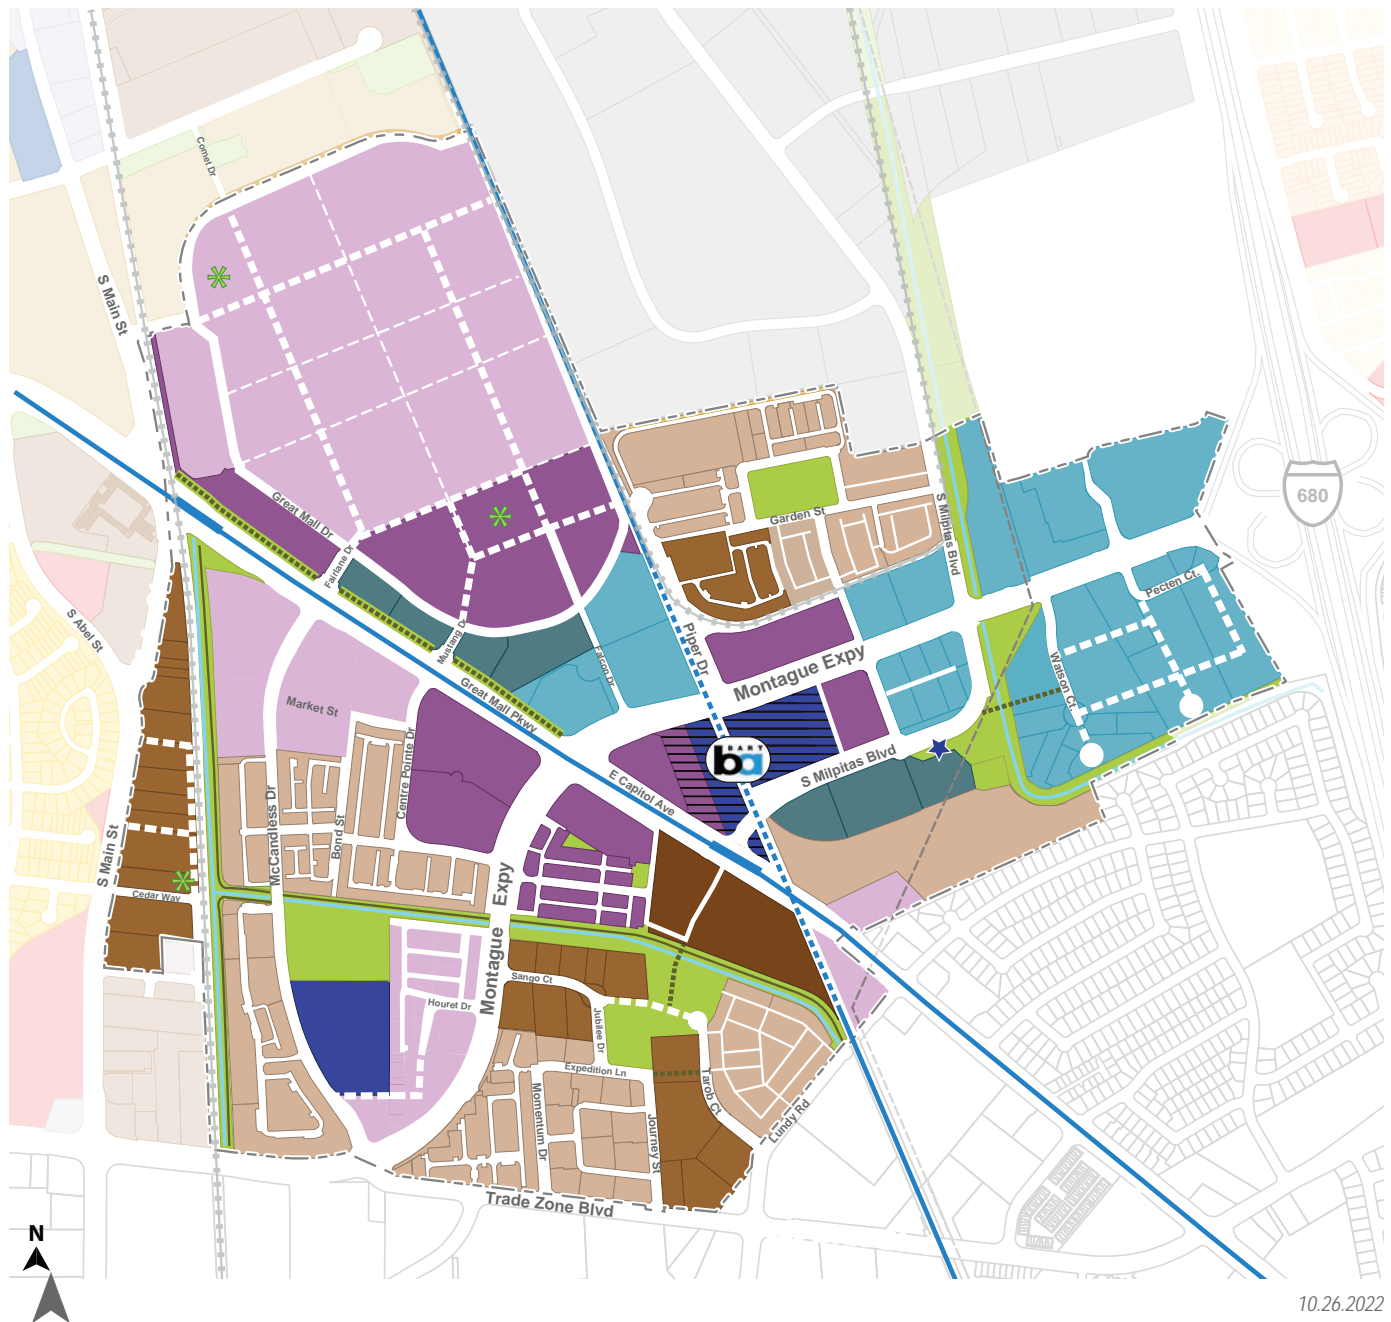 Comet Dr
S Main St
680
Great Mall Dr
S Milpitas Blvd
Garden St
Fairlane Dr
Pecten Ct.
S Abel St
Mustang Dr
Piper Dr
Falcon Dr
Montague Expy
Watson Ct.
Great Mall Pkwy
Market St
BART
ba
S Milpitas Blvd
Centre Pointe Dr
E Capitol Ave
McCandless Dr
Bond St
S Main St
Cedar Way
Montague Expy
Sango Ct
Houret Dr
Jubilee Dr
Expedition Ln
Tarob Ct
Momentum Dr
Journey St
Lundy Rd
Trade Zone Blvd
N
10.26.2022